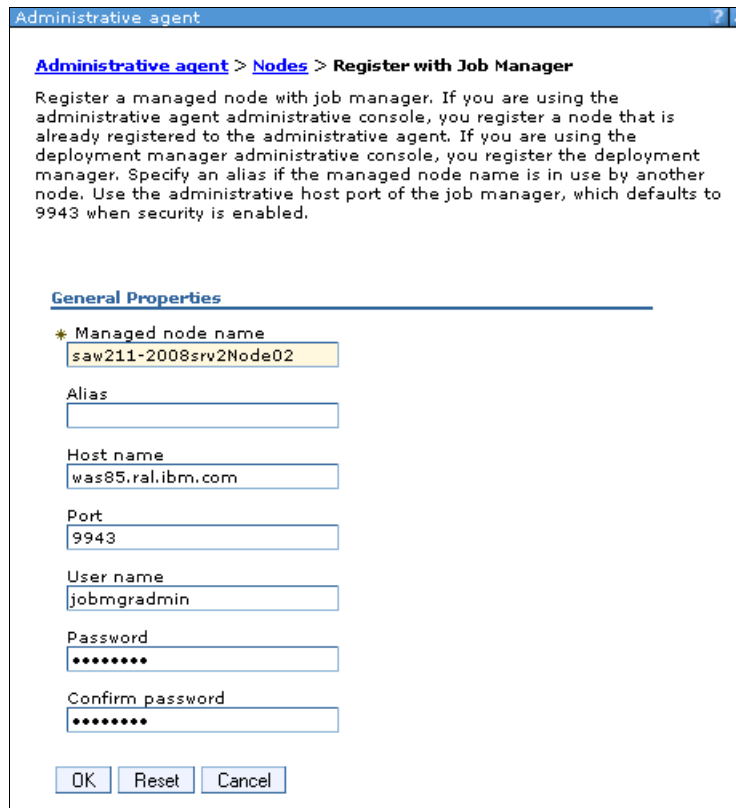 Administrative agent ?
Administrative agent > Nodes > Register with Job Manager
Register a managed node with job manager. If you are using the
administrative agent administrative console, you register a node that is
already registered to the administrative agent. If you are using the
deployment manager administrative console, you register the deployment
manager. Specify an alias if the managed node name is in use by another
node. Use the administrative host port of the job manager, which defaults to
9943 when security is enabled.
General Properties
* Managed node name
saw211-2008srv2Node02
Alias
Host name
was85.ral.ibm.com
Port
9943
User name
jobmgradmin
Password
••••••••
Confirm password
••••••••
OK Reset Cancel